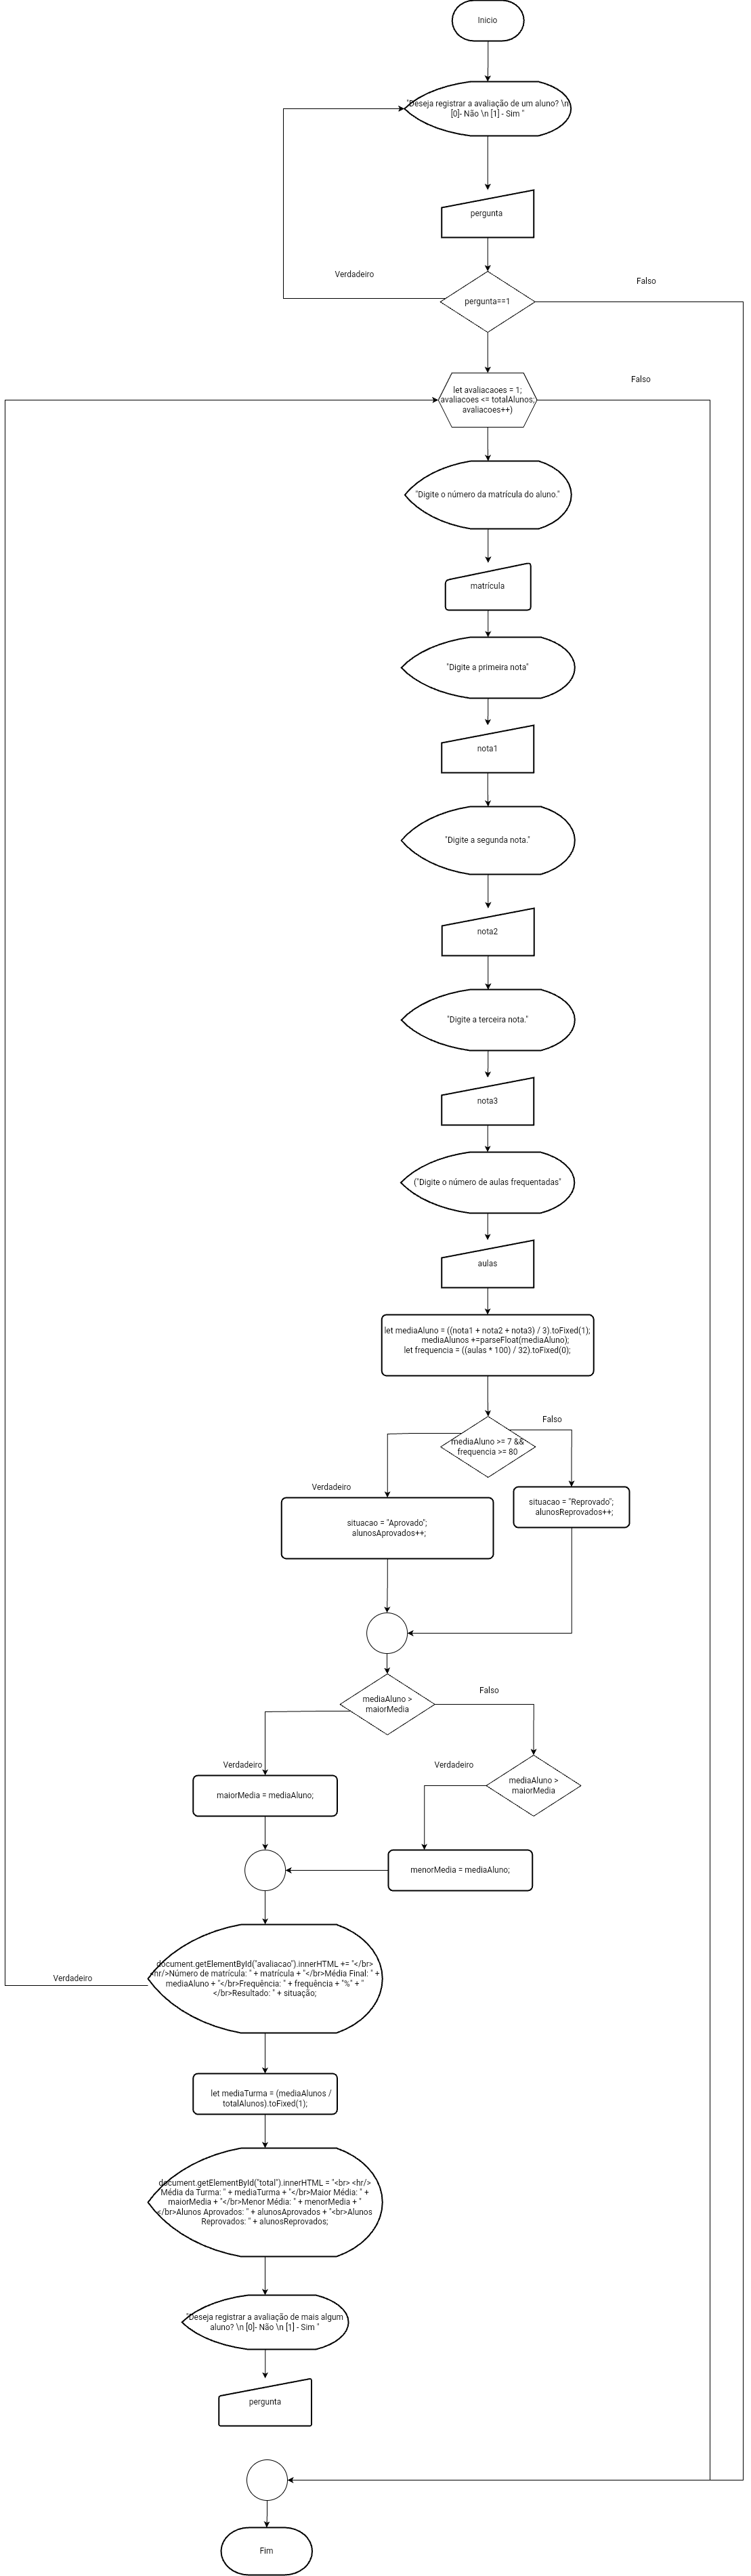 Inicio
"Deseja registrar a avaliação de um aluno? \n
[0]- Não \n [1] - Sim "
pergunta
Verdadeiro
Falso
pergunta==1
Falso
let avaliacaoes = 1;
avaliacoes <= totalAlunos;
avaliacoes++)
"Digite o número da matrícula do aluno."
matrícula
"Digite a primeira nota"
nota1
"Digite a segunda nota."
nota2
"Digite a terceira nota."
nota3
("Digite o número de aulas frequentadas"
aulas
let mediaAluno = ((nota1 + nota2 + nota3) / 3).toFixed(1);
mediaAlunos +=parseFloat(mediaAluno);
let frequencia = ((aulas * 100) / 32).toFixed(0);
Falso
mediaAluno >= 7 &&
frequencia >= 80
Verdadeiro
situacao = "Reprovado";
alunosReprovados++;
situacao = "Aprovado";
alunosAprovados++;
Falso
mediaAluno >
maiorMedia
Verdadeiro
Verdadeiro
mediaAluno >
maiorMedia
maiorMedia = mediaAluno;
menorMedia = mediaAluno;
document.getElementById("avaliacao").innerHTML += "</br>
<hr/>Número de matrícula: " + matrícula + "</br>Média Final: " +
mediaAluno + "</br>Frequência: " + frequência + "%" + "
</br>Resultado: " + situação;
Verdadeiro
let mediaTurma = (mediaAlunos /
totalAlunos).toFixed(1);
document.getElementById("total").innerHTML = "<br> <hr/>
Média da Turma: " + mediaTurma + "</br>Maior Média: " +
maiorMedia + "</br>Menor Média: " + menorMedia + "
</br>Alunos Aprovados: " + alunosAprovados + "<br>Alunos
Reprovados: " + alunosReprovados;
"Deseja registrar a avaliação de mais algum
aluno? \n [0]- Não \n [1] - Sim "
pergunta
Fim